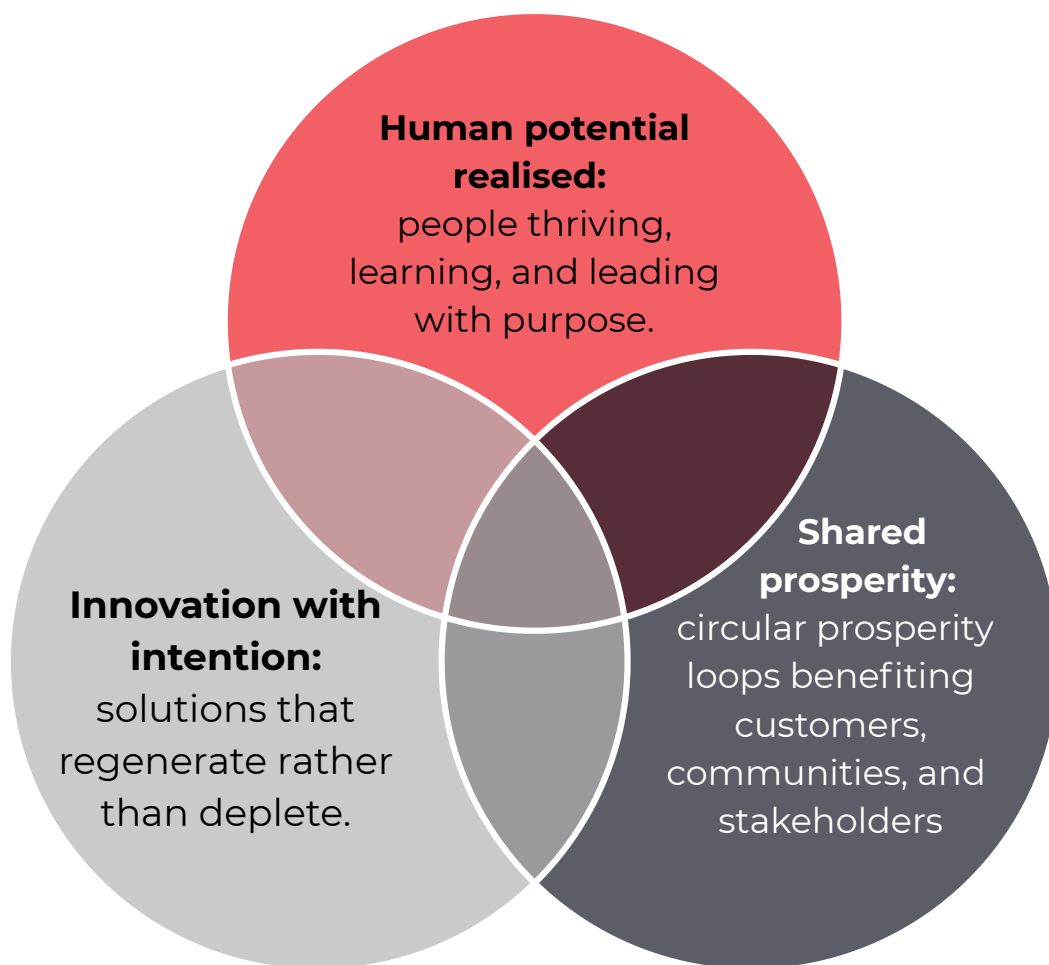 Human potential
realised:
people thriving,
learning, and leading
with purpose.
Innovation with
intention:
solutions that
regenerate rather
than deplete.
Shared
prosperity:
circular prosperity
loops benefiting
customers,
communities, and
stakeholders